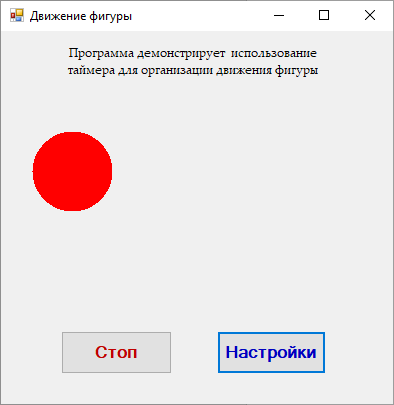 Движение фигуры
Программа демонстрирует использование
таймера для организации движения фигуры
Стоп
Настройки